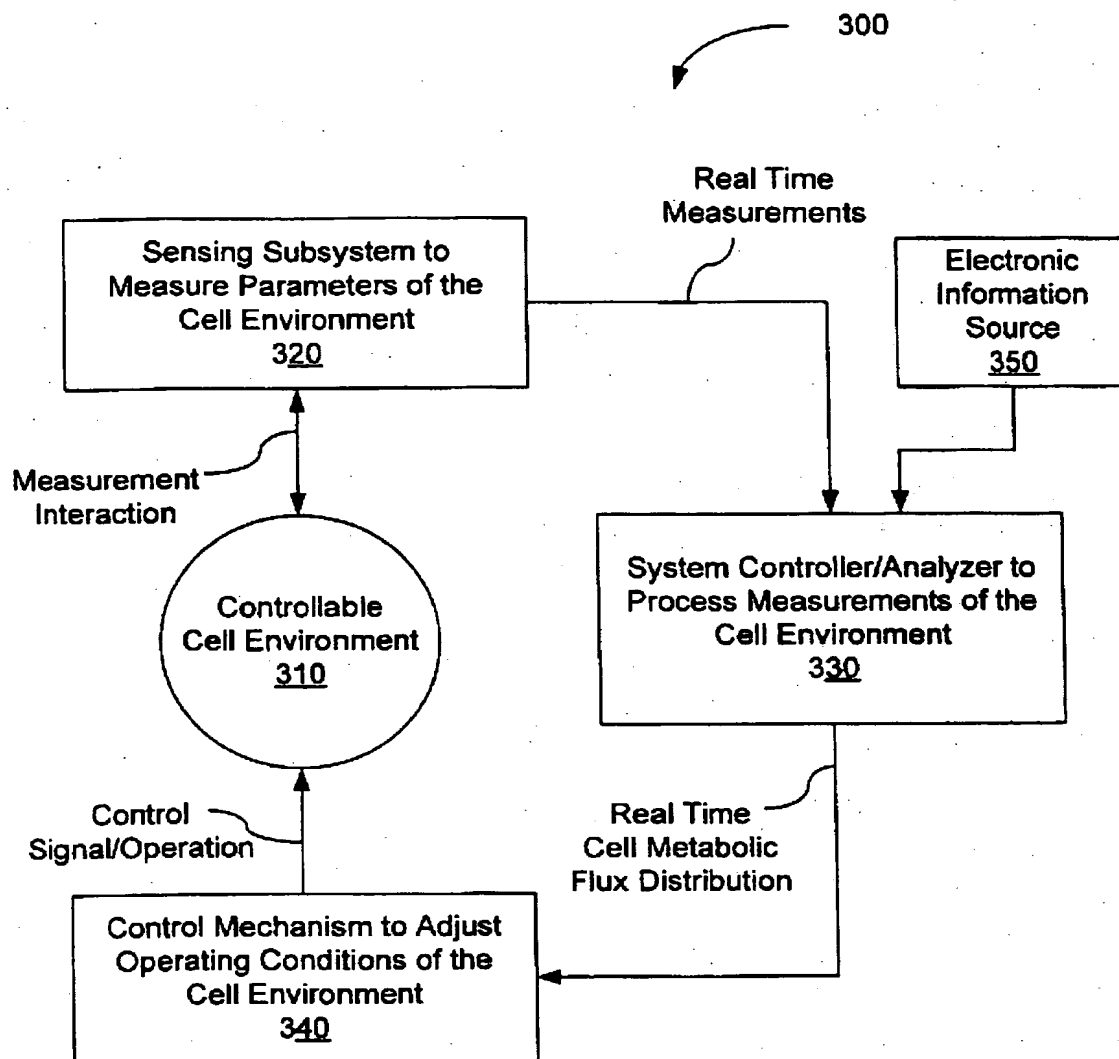 300
Real Time
Measurements
Sensing Subsystem to
Measure Parameters of the
Cell Environment
320
Electronic
Information
Source
350
Measurement
Interaction
Controllable
Cell Environment
310
System Controller/Analyzer to
Process Measurements of the
Cell Environment
330
Control
Signal/Operation
Real Time
Cell Metabolic
Flux Distribution
Control Mechanism to Adjust
Operating Conditions of the
Cell Environment
340